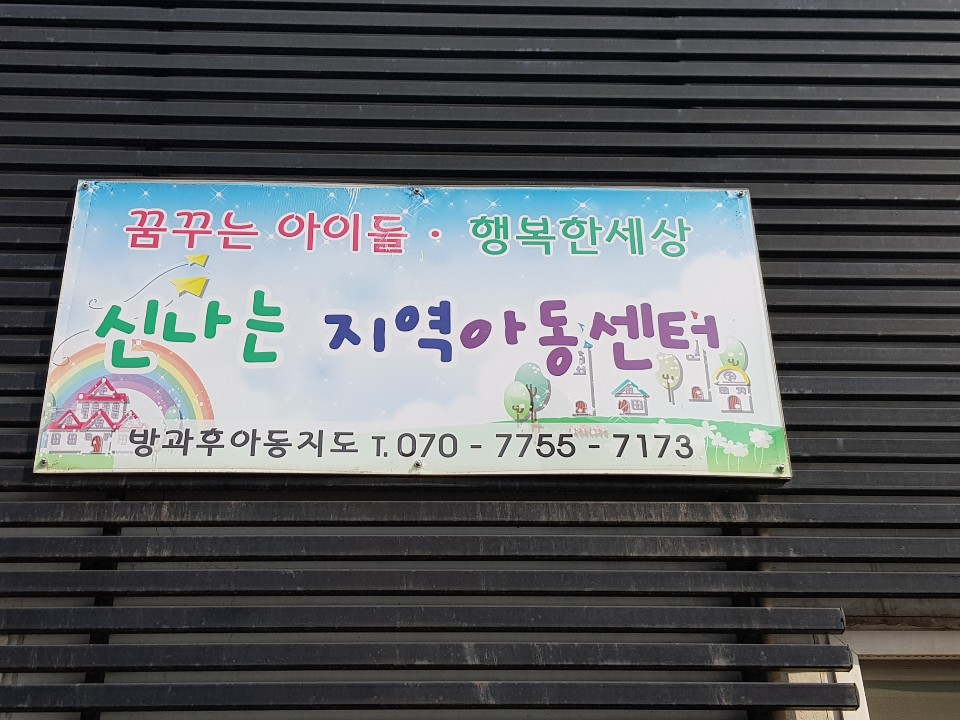 꿈꾸는 아이들 · 행복한세상
신나는 지역아동센터
방과후아동지도 T. 070 - 7755 - 7173